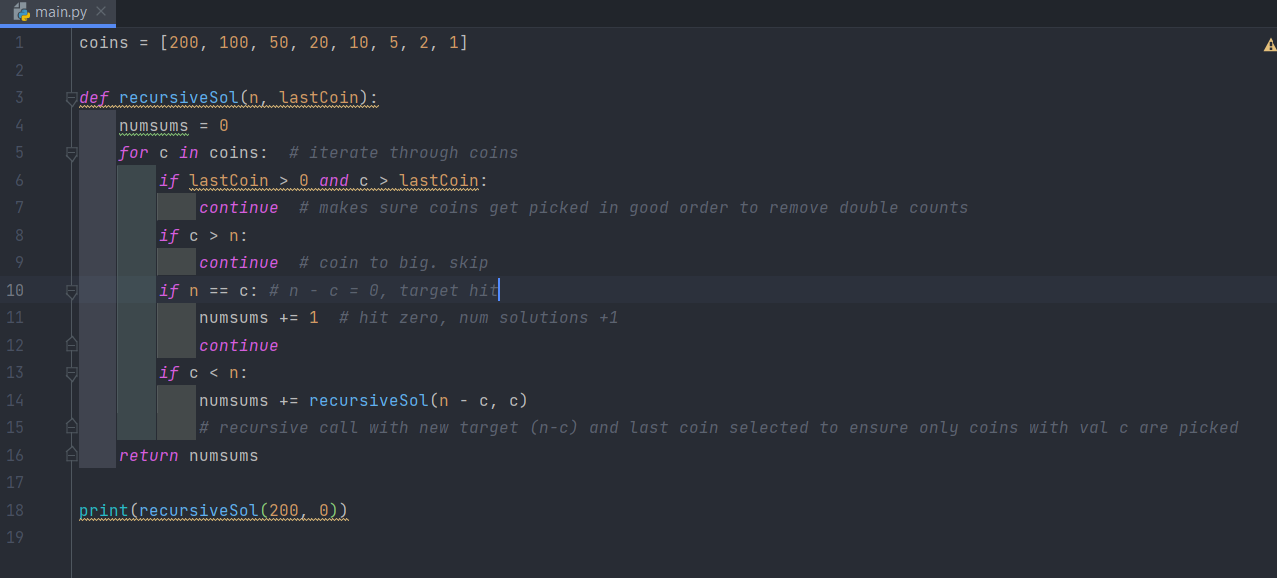 main.py
1 coins = [200, 100, 50, 20, 10, 5, 2, 1]
2
3 def recursiveSol(n, lastCoin):
4     numsums = 0
5     for c in coins:  # iterate through coins
6         if lastCoin > 0 and c > lastCoin:
7             continue  # makes sure coins get picked in good order to remove double counts
8         if c > n:
9             continue  # coin to big. skip
10         if n == c: # n - c = 0, target hit
11             numsums += 1  # hit zero, num solutions +1
12             continue
13         if c < n:
14             numsums += recursiveSol(n - c, c)
15             # recursive call with new target (n-c) and last coin selected to ensure only coins with val c are picked
16     return numsums
17
18 print(recursiveSol(200, 0))
19